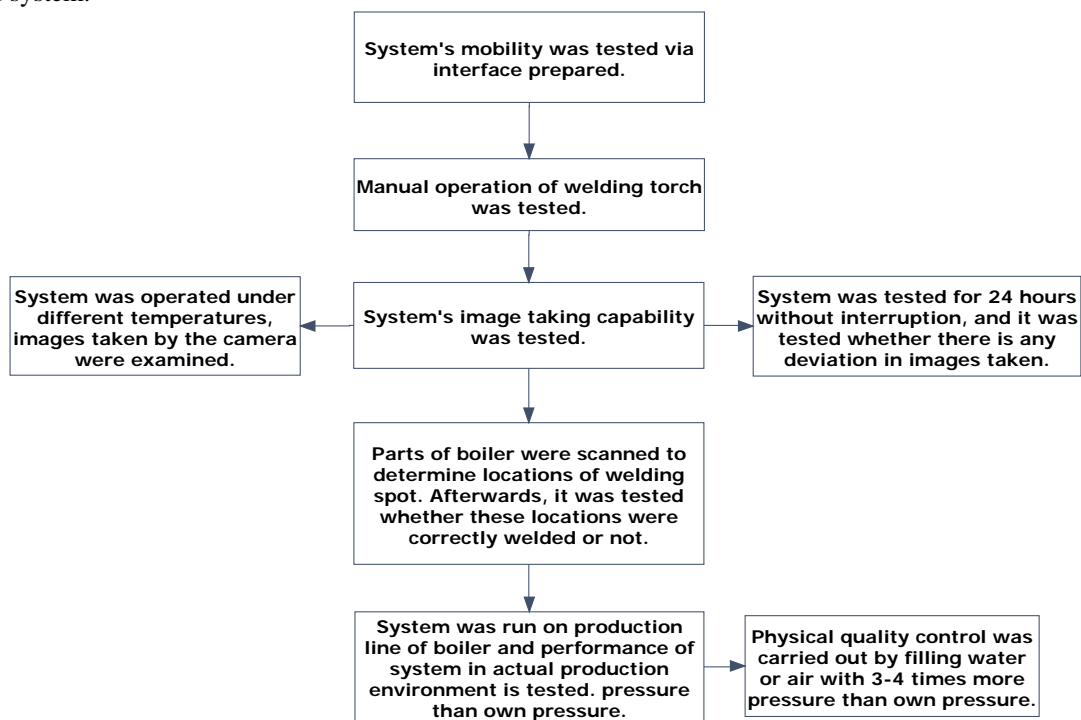 system.
System's mobility was tested via
interface prepared.
Manual operation of welding torch
was tested.
System was operated under
different temperatures,
images taken by the camera
were examined.
System's image taking capability
was tested.
System was tested for 24 hours
without interruption, and it was
tested whether there is any
deviation in images taken.
Parts of boiler were scanned to
determine locations of welding
spot. Afterwards, it was tested
whether these locations were
correctly welded or not.
System was run on production
line of boiler and performance of
system in actual production
environment is tested. pressure
than own pressure.
Physical quality control was
carried out by filling water
or air with 3-4 times more
pressure than own pressure.